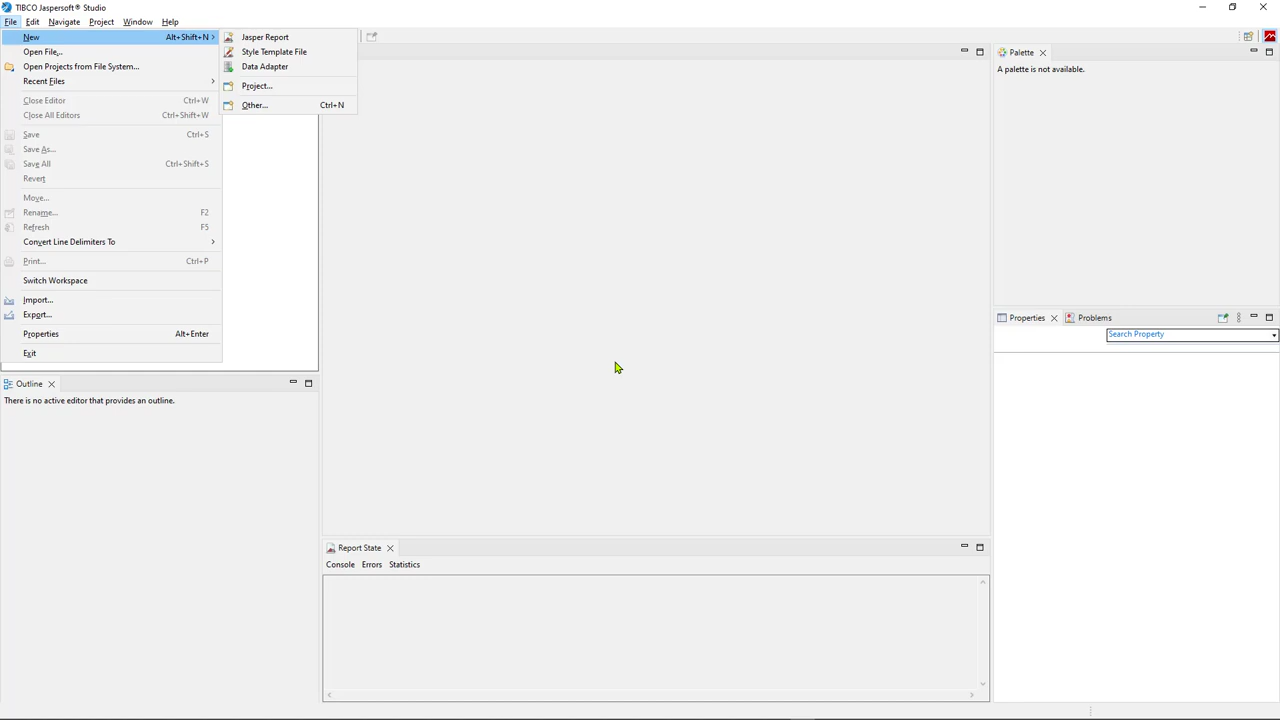 TIBCO Jaspersoft® Studio
File Edit Navigate Project Window Help
New Alt+Shift+N
Open File...
Open Projects from File System...
Recent Files
Close Editor Ctrl+W
Close All Editors Ctrl+Shift+W
Save Ctrl+S
Save As...
Save All Ctrl+Shift+S
Revert
Move...
Rename... F2
Refresh F5
Convert Line Delimiters To
Print... Ctrl+P
Switch Workspace
Import...
Export...
Properties Alt+Enter
Exit
Jasper Report
Style Template File
Data Adapter
Project...
Other... Ctrl+N
Palette
A palette is not available.
Properties Problems
Search Property
Outline
There is no active editor that provides an outline.
Report State
Console Errors Statistics